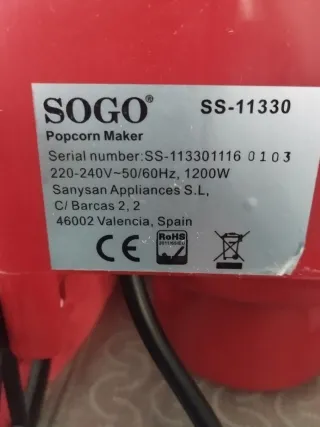 SOGO® SS-11330
Popcorn Maker
Serial number:SS-113301116 0103
220-240V~50/60Hz, 1200W
Sanysan Appliances S.L,
C/ Barcas 2, 2
46002 Valencia, Spain
CE RoHS